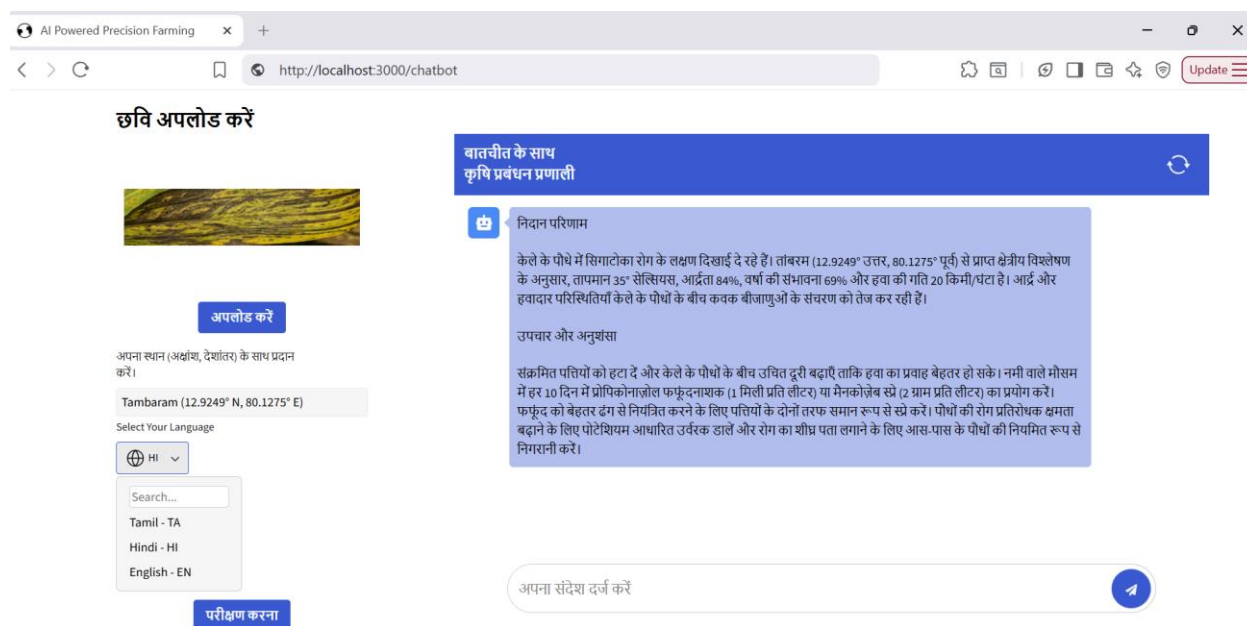 AI Powered Precision Farming
http://localhost:3000/chatbot
Update
छवि अपलोड करें
अपलोड करें
अपना स्थान (अक्षांश, देशांतर) के साथ प्रदान
करें।
Tambaram (12.9249° N, 80.1275° E)
Select Your Language
HI
Search...
Tamil - TA
Hindi - HI
English - EN
परीक्षण करना
बातचीत के साथ
कृषि प्रबंधन प्रणाली
निदान परिणाम
केले के पौधे में सिगाटोका रोग के लक्षण दिखाई दे रहे हैं। तांबरम (12.9249° उत्तर, 80.1275° पूर्व) से प्राप्त क्षेत्रीय विश्लेषण
के अनुसार, तापमान 35° सेल्सियस, आर्द्रता 84%, वर्षा की संभावना 69% और हवा की गति 20 किमी/घंटा है। आर्द्र और
हवादार परिस्थितियाँ केले के पौधों के बीच कवक बीजाणुओं के संचरण को तेज कर रही हैं।
उपचार और अनुशंसा
संक्रमित पत्तियों को हटा दें और केले के पौधों के बीच उचित दूरी बढ़ाएँ ताकि हवा का प्रवाह बेहतर हो सके। नमी वाले मौसम
में हर 10 दिन में प्रोपिकोनाज़ोल फफूंदनाशक (1 मिली प्रति लीटर) या मैनकोज़ेब स्प्रे (2 ग्राम प्रति लीटर) का प्रयोग करें।
फफूंद को बेहतर ढंग से नियंत्रित करने के लिए पत्तियों के दोनों तरफ समान रूप से स्प्रे करें। पौधों की रोग प्रतिरोधक क्षमता
बढ़ाने के लिए पोटेशियम आधारित उर्वरक डालें और रोग का शीघ्र पता लगाने के लिए आस-पास के पौधों की नियमित रूप से
निगरानी करें।
अपना संदेश दर्ज करें